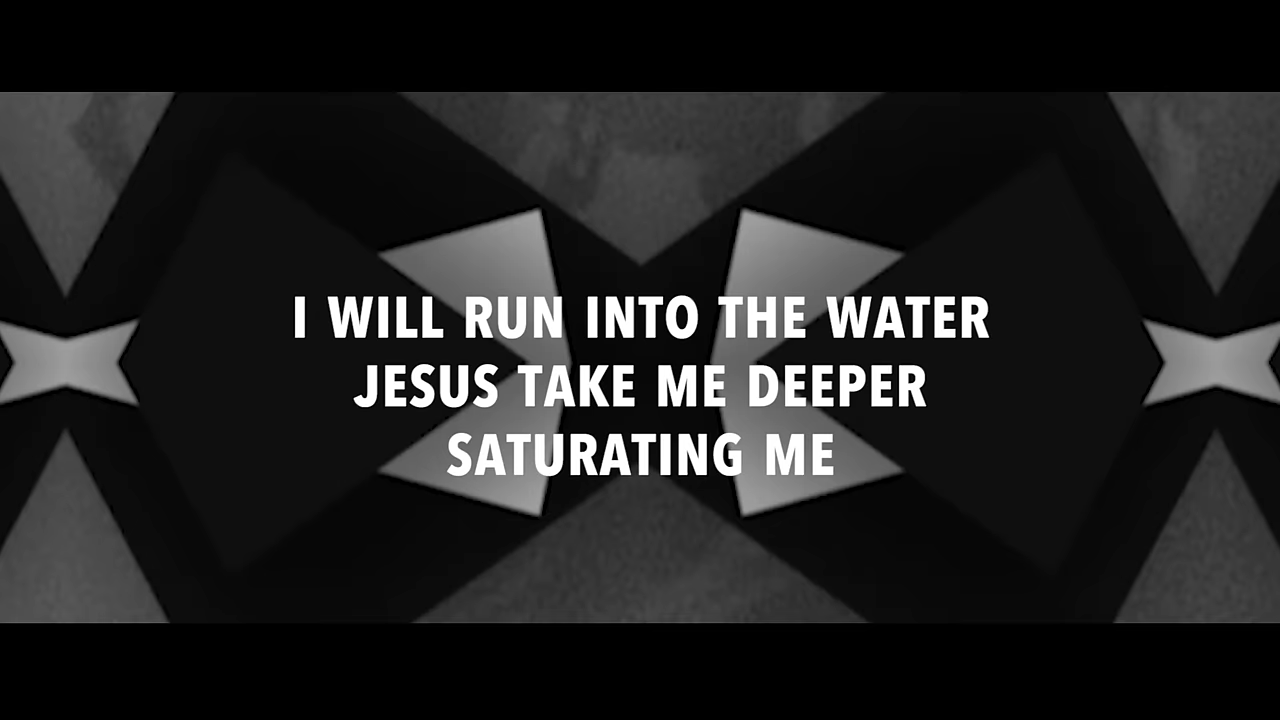 I WILL RUN INTO THE WATER
JESUS TAKE ME DEEPER
SATURATING ME